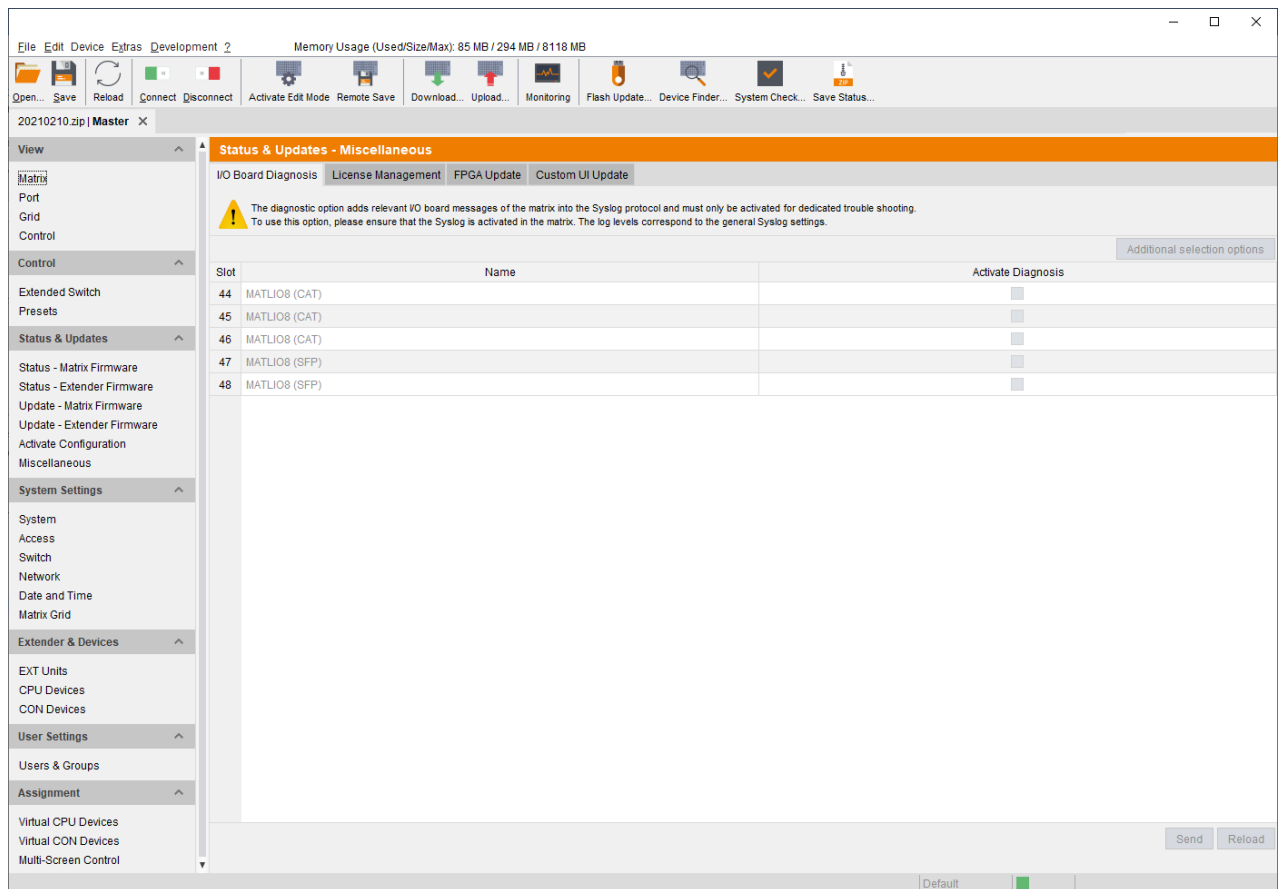 File Edit Device Extras Development ? Memory Usage (Used/Size/Max): 85 MB / 294 MB / 8118 MB
Open... Save Reload Connect Disconnect Activate Edit Mode Remote Save Download... Upload... Monitoring Flash Update... Device Finder... System Check... Save Status...
ZIP
20210210.zip | Master
View
Matrix
Port
Grid
Control
Control
Extended Switch
Presets
Status & Updates
Status - Matrix Firmware
Status - Extender Firmware
Update - Matrix Firmware
Update - Extender Firmware
Activate Configuration
Miscellaneous
System Settings
System
Access
Switch
Network
Date and Time
Matrix Grid
Extender & Devices
EXT Units
CPU Devices
CON Devices
User Settings
Users & Groups
Assignment
Virtual CPU Devices
Virtual CON Devices
Multi-Screen Control
Status & Updates - Miscellaneous
I/O Board Diagnosis License Management FPGA Update Custom UI Update
The diagnostic option adds relevant I/O board messages of the matrix into the Syslog protocol and must only be activated for dedicated trouble shooting.
To use this option, please ensure that the Syslog is activated in the matrix. The log levels correspond to the general Syslog settings.
Additional selection options
Slot Name Activate Diagnosis
44 MATLIO8 (CAT)
45 MATLIO8 (CAT)
46 MATLIO8 (CAT)
47 MATLIO8 (SFP)
48 MATLIO8 (SFP)
Send Reload
Default